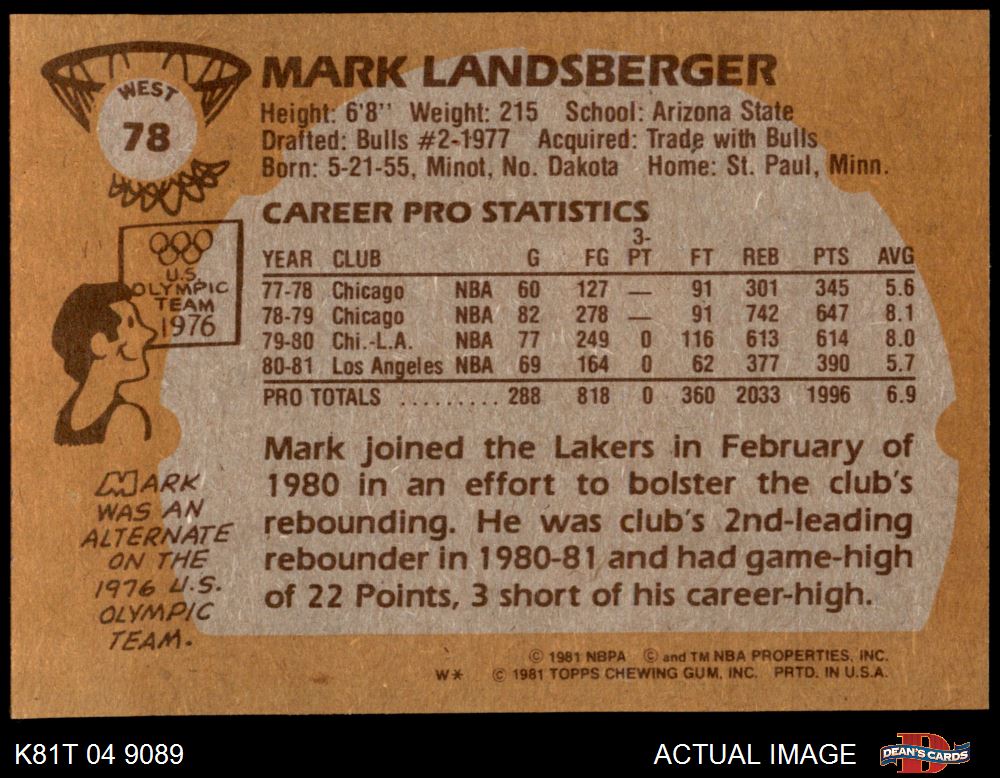 WEST
78
MARK LANDSBERGER
Height: 6'8'' Weight: 215 School: Arizona State
Drafted: Bulls #2-1977 Acquired: Trade with Bulls
Born: 5-21-55, Minot, No. Dakota Home: St. Paul, Minn.
U.S.
OLYMPIC
TEAM
1976
MARK
WAS AN
ALTERNATE
ON THE
1976 U.S.
OLYMPIC
TEAM.
CAREER PRO STATISTICS
YEAR CLUB G FG 3-PT FT REB PTS AVG
77-78 Chicago NBA 60 127 — 91 301 345 5.6
78-79 Chicago NBA 82 278 — 91 742 647 8.1
79-80 Chi.-L.A. NBA 77 249 0 116 613 614 8.0
80-81 Los Angeles NBA 69 164 0 62 377 390 5.7
PRO TOTALS .......... 288 818 0 360 2033 1996 6.9
Mark joined the Lakers in February of
1980 in an effort to bolster the club's
rebounding. He was club's 2nd-leading
rebounder in 1980-81 and had game-high
of 22 Points, 3 short of his career-high.
© 1981 NBPA © and TM NBA PROPERTIES, INC.
W* © 1981 TOPPS CHEWING GUM, INC. PRTD. IN U.S.A.
K81T 04 9089
ACTUAL IMAGE
DEAN'S CARDS